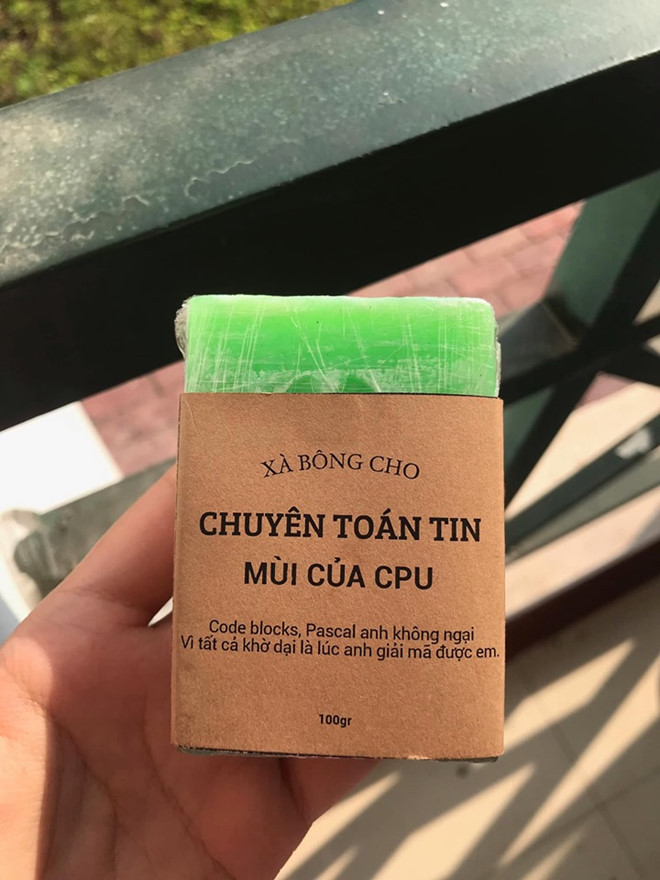 XÀ BÔNG CHO
CHUYÊN TOÁN TIN
MÙI CỦA CPU
Code blocks, Pascal anh không ngại
Vì tất cả khờ dại là lúc anh giải mã được em.
100gr